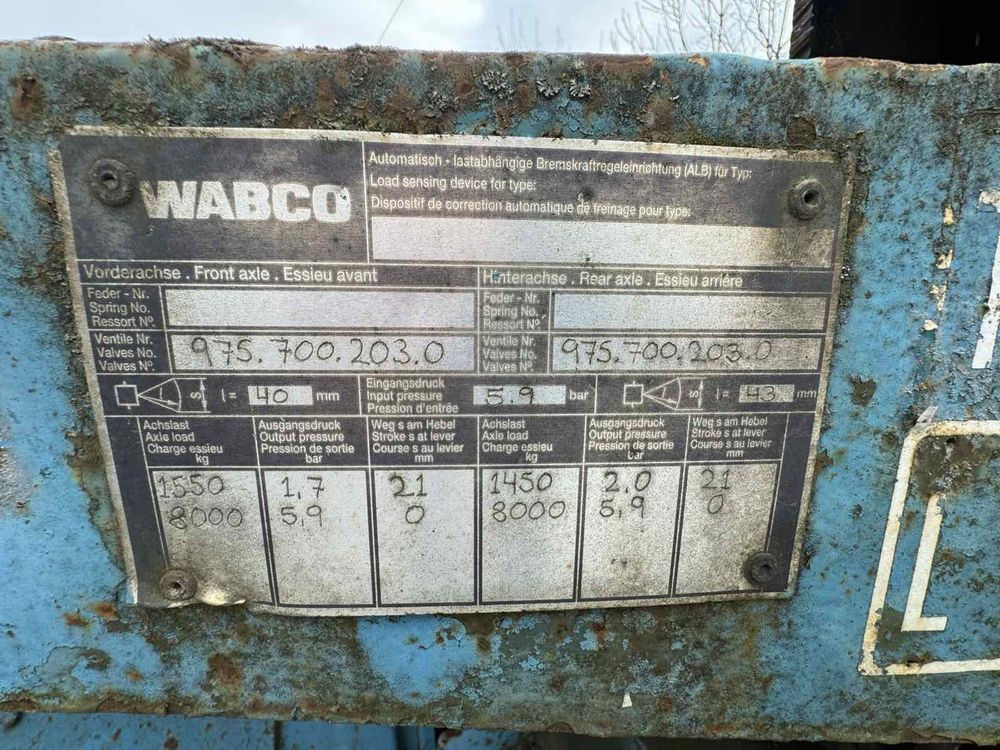 WABCO
Automatisch - lastabhängige Bremskraftregeleinrichtung (ALB) für Typ:
Load sensing device for type:
Dispositif de correction automatique de freinage pour type:
Vorderachse . Front axle . Essieu avant
Hinterachse . Rear axle . Essieu arrière
Feder - Nr.
Spring No.
Ressort Nº.
Feder - Nr.
Spring No.
Ressort Nº.
Ventile Nr.
Valves No.
Valves Nº.
975.700.203.0
Ventile Nr.
Valves No.
Valves Nº.
975.700.203.0
s l = 40 mm
Eingangsdruck
Input pressure
Pression d'entrée
5.9 bar
s l = 43 mm
Achslast
Axle load
Charge essieu
kg
Ausgangsdruck
Output pressure
Pression de sortie
bar
Weg s am Hebel
Stroke s at lever
Course s au levier
mm
Achslast
Axle load
Charge essieu
kg
Ausgangsdruck
Output pressure
Pression de sortie
bar
Weg s am Hebel
Stroke s at lever
Course s au levier
mm
1550 1,7 21 1450 2,0 21
8000 5,9 0 8000 5,9 0